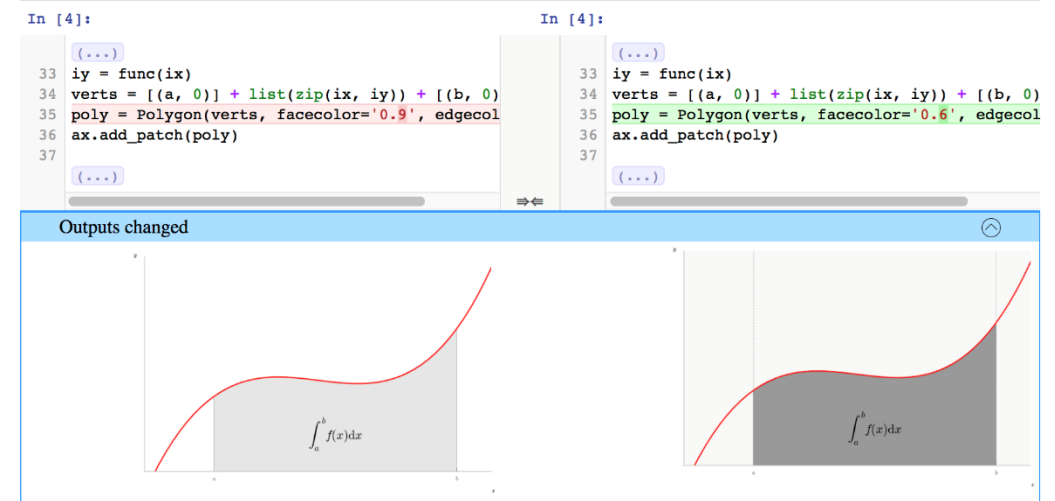 In [4]:
(...)
33 iy = func(ix)
34 verts = [(a, 0)] + list(zip(ix, iy)) + [(b, 0)
35 poly = Polygon(verts, facecolor='0.9', edgecol
36 ax.add_patch(poly)
37
(...)
In [4]:
(...)
33 iy = func(ix)
34 verts = [(a, 0)] + list(zip(ix, iy)) + [(b, 0)
35 poly = Polygon(verts, facecolor='0.6', edgecol
36 ax.add_patch(poly)
37
(...)
Outputs changed
y
∫_a^b f(x)dx
a b
y
∫_a^b f(x)dx
a b